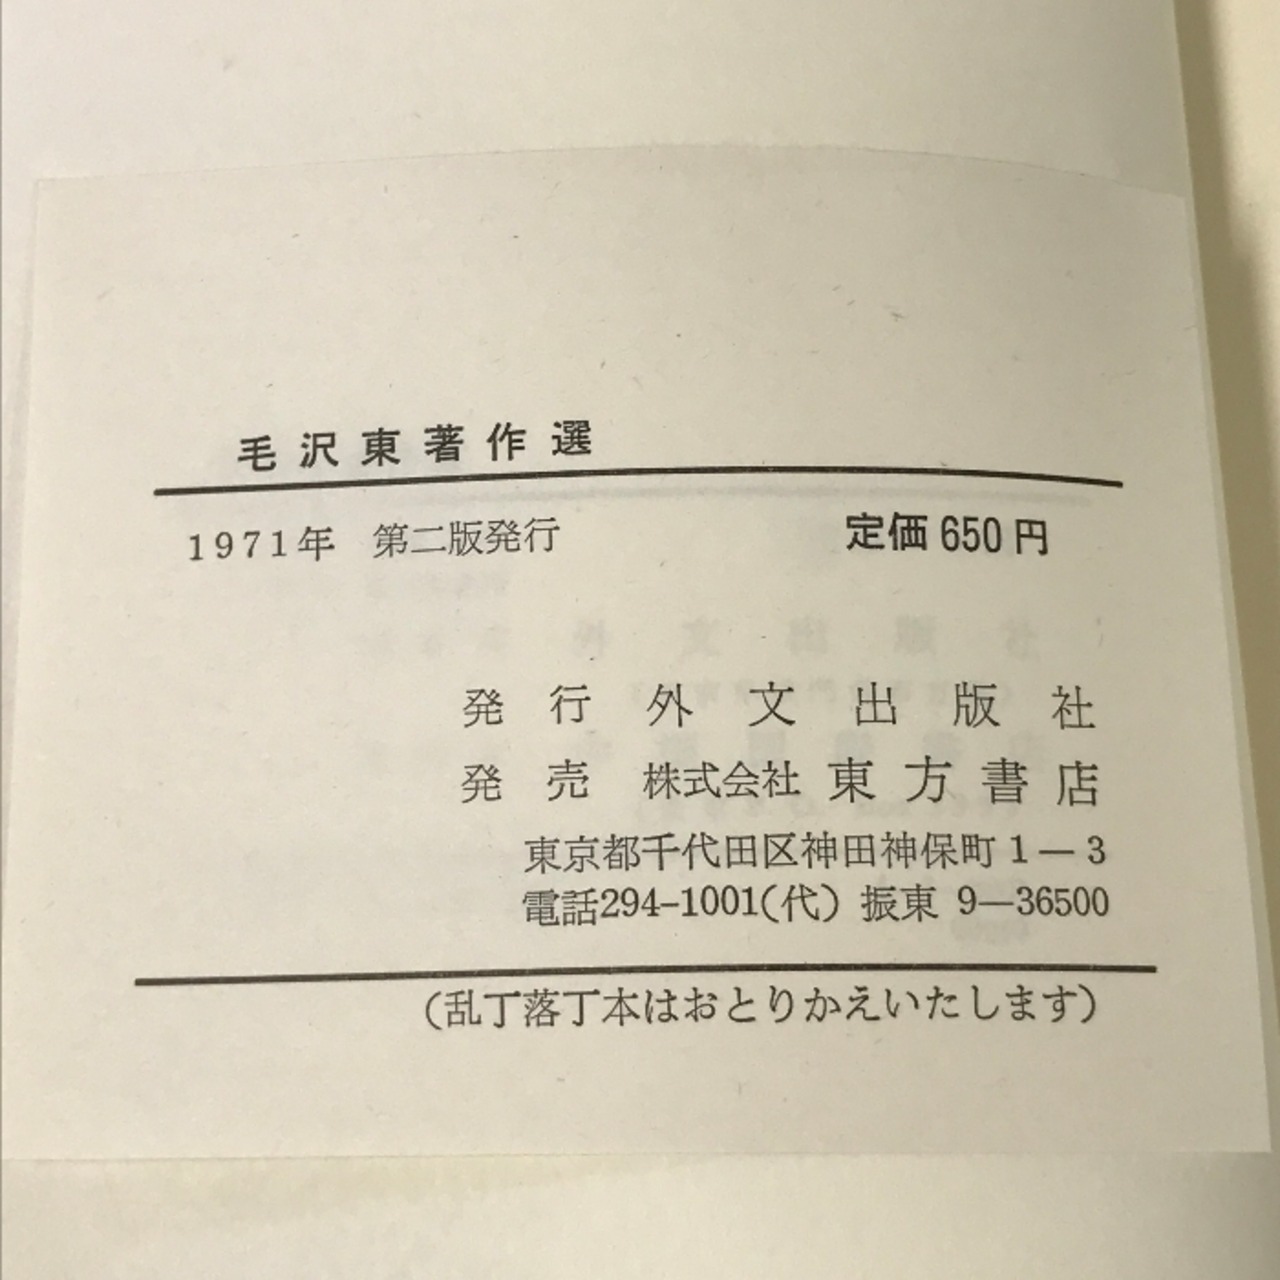 毛沢東著作選
1971年 第二版発行 定価650円
発行 外文出版社
発売 株式会社 東方書店
東京都千代田区神田神保町1—3
電話294-1001(代) 振東 9—36500
(乱丁落丁本はおとりかえいたします)